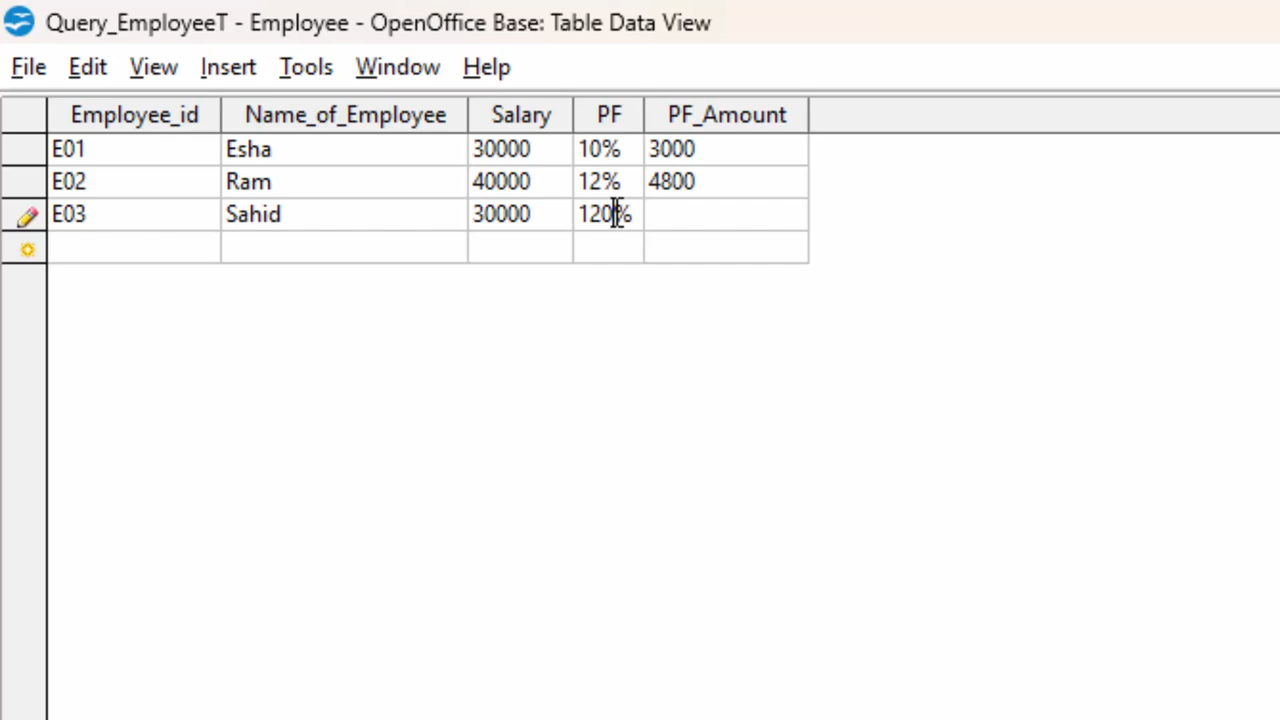 Query_EmployeeT - Employee - OpenOffice Base: Table Data View
File Edit View Insert Tools Window Help
Employee_id Name_of_Employee Salary PF PF_Amount
E01 Esha 30000 10% 3000
E02 Ram 40000 12% 4800
E03 Sahid 30000 120%